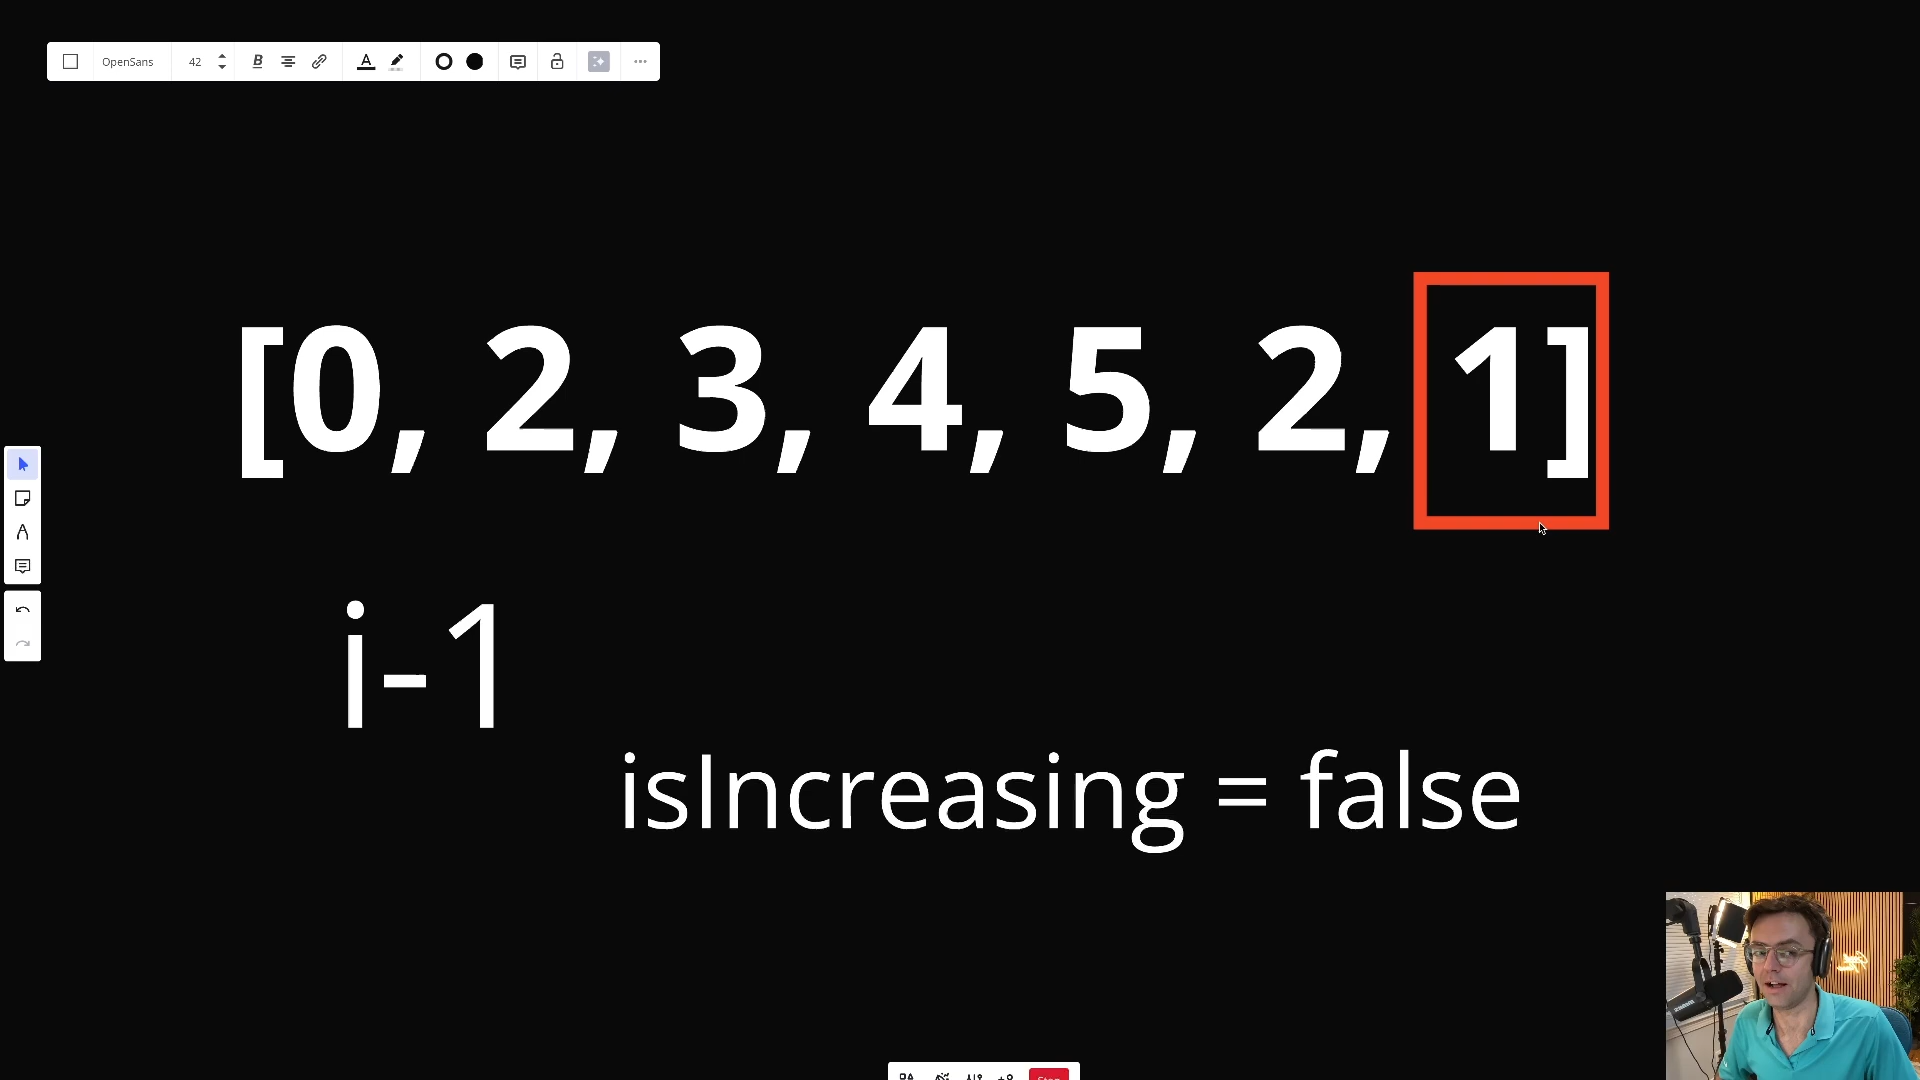 OpenSans 42 B A
[0, 2, 3, 4, 5, 2, 1]
i-1
isIncreasing = false